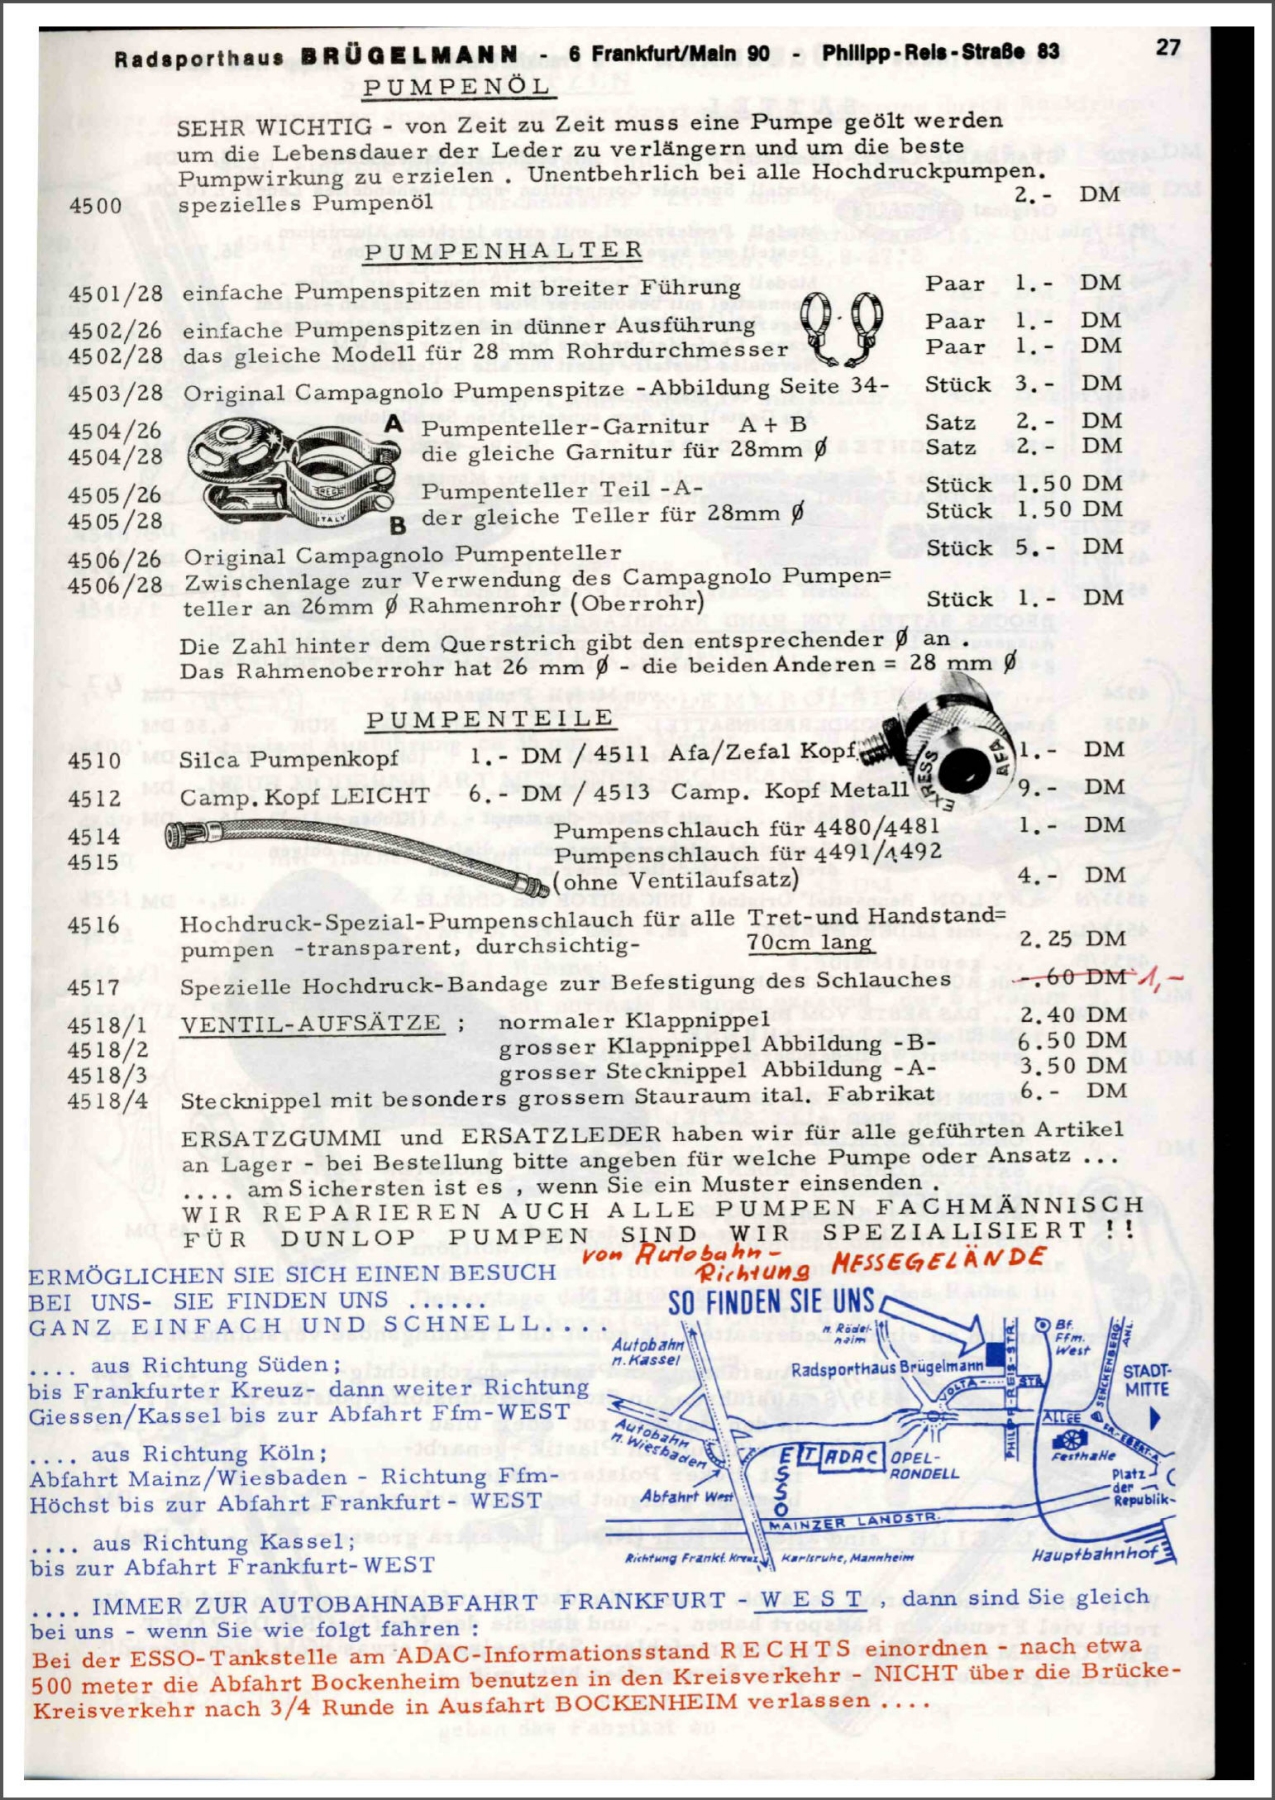 Radsporthaus BRÜGELMANN - 6 Frankfurt/Main 90 - Philipp-Reis-Straße 83 27
PUMPENÖL
SEHR WICHTIG - von Zeit zu Zeit muss eine Pumpe geölt werden
um die Lebensdauer der Leder zu verlängern und um die beste
Pumpwirkung zu erzielen . Unentbehrlich bei alle Hochdruckpumpen.
4500 spezielles Pumpenöl 2.- DM
PUMPENHALTER
4501/28 einfache Pumpenspitzen mit breiter Führung Paar 1.- DM
4502/26 einfache Pumpenspitzen in dünner Ausführung Paar 1.- DM
4502/28 das gleiche Modell für 28 mm Rohrdurchmesser Paar 1.- DM
4503/28 Original Campagnolo Pumpenspitze -Abbildung Seite 34- Stück 3.- DM
4504/26 A Pumpenteller-Garnitur A + B Satz 2.- DM
4504/28 die gleiche Garnitur für 28mm Ø Satz 2.- DM
4505/26 Pumpenteller,Teil -A- Stück 1.50 DM
4505/28 B der gleiche Teller für 28mm Ø Stück 1.50 DM
ITALY
4506/26 Original Campagnolo Pumpenteller Stück 5.- DM
4506/28 Zwischenlage zur Verwendung des Campagnolo Pumpen=
teller an 26mm Ø Rahmenrohr (Oberrohr) Stück 1.- DM
Die Zahl hinter dem Querstrich gibt den entsprechender Ø an .
Das Rahmenoberrohr hat 26 mm Ø - die beiden Anderen = 28 mm Ø
PUMPENTEILE
4510 Silca Pumpenkopf 1.- DM / 4511 Afa/Zefal Kopf 1.- DM
EXPRESS AFA
4512 Camp. Kopf LEICHT 6.- DM / 4513 Camp. Kopf Metall 9.- DM
4514 Pumpenschlauch für 4480/4481 1.- DM
4515 Pumpenschlauch für 4491/4492
(ohne Ventilaufsatz) 4.- DM
4516 Hochdruck-Spezial-Pumpenschlauch für alle Tret-und Handstand=
pumpen -transparent, durchsichtig- 70cm lang 2.25 DM
4517 Spezielle Hochdruck-Bandage zur Befestigung des Schlauches -.60 DM 1,-
4518/1 VENTIL-AUFSÄTZE ; normaler Klappnippel 2.40 DM
4518/2 grosser Klappnippel Abbildung -B- 6.50 DM
4518/3 grosser Stecknippel Abbildung -A- 3.50 DM
4518/4 Stecknippel mit besonders grossem Stauraum ital. Fabrikat 6.- DM
ERSATZGUMMI und ERSATZLEDER haben wir für alle geführten Artikel
an Lager - bei Bestellung bitte angeben für welche Pumpe oder Ansatz ...
.... am Sichersten ist es , wenn Sie ein Muster einsenden .
WIR REPARIEREN AUCH ALLE PUMPEN FACHMÄNNISCH
FÜR DUNLOP PUMPEN SIND WIR SPEZIALISIERT !!
von Autobahn-
Richtung MESSEGELÄNDE
ERMÖGLICHEN SIE SICH EINEN BESUCH
BEI UNS- SIE FINDEN UNS ......
GANZ EINFACH UND SCHNELL....
.... aus Richtung Süden;
bis Frankfurter Kreuz- dann weiter Richtung
Giessen/Kassel bis zur Abfahrt Ffm-WEST
.... aus Richtung Köln;
Abfahrt Mainz/Wiesbaden - Richtung Ffm-
Höchst bis zur Abfahrt Frankfurt- WEST
.... aus Richtung Kassel;
bis zur Abfahrt Frankfurt-WEST
SO FINDEN SIE UNS
Autobahn
n. Kassel
n. Rödel-
heim
Radsporthaus Brügelmann
PHILIPP-REIS-STR.
Bf.
Ffm.
West
SENCKENBERG-
ANL.
STADT-
MITTE
VOLTA-
STR.
ALLEE
FR.-EBERT-A.
Autobahn
n. Wiesbaden
ESSO
T
ADAC
OPEL-
RONDELL
Festhalle
Platz
der
Republik
Abfahrt West
MAINZER LANDSTR.
Richtung Frankf. Kreuz
Karlsruhe, Mannheim
Hauptbahnhof
.... IMMER ZUR AUTOBAHNABFAHRT FRANKFURT - WEST , dann sind Sie gleich
bei uns - wenn Sie wie folgt fahren :
Bei der ESSO-Tankstelle am ADAC-Informationsstand RECHTS einordnen - nach etwa
500 meter die Abfahrt Bockenheim benutzen in den Kreisverkehr - NICHT über die Brücke-
Kreisverkehr nach 3/4 Runde in Ausfahrt BOCKENHEIM verlassen ....